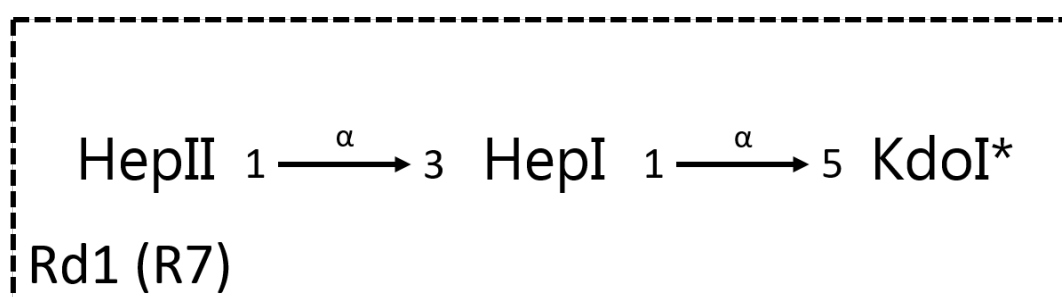 α α
HepII 1 3 HepI 1 5 KdoI*
Rd1 (R7)